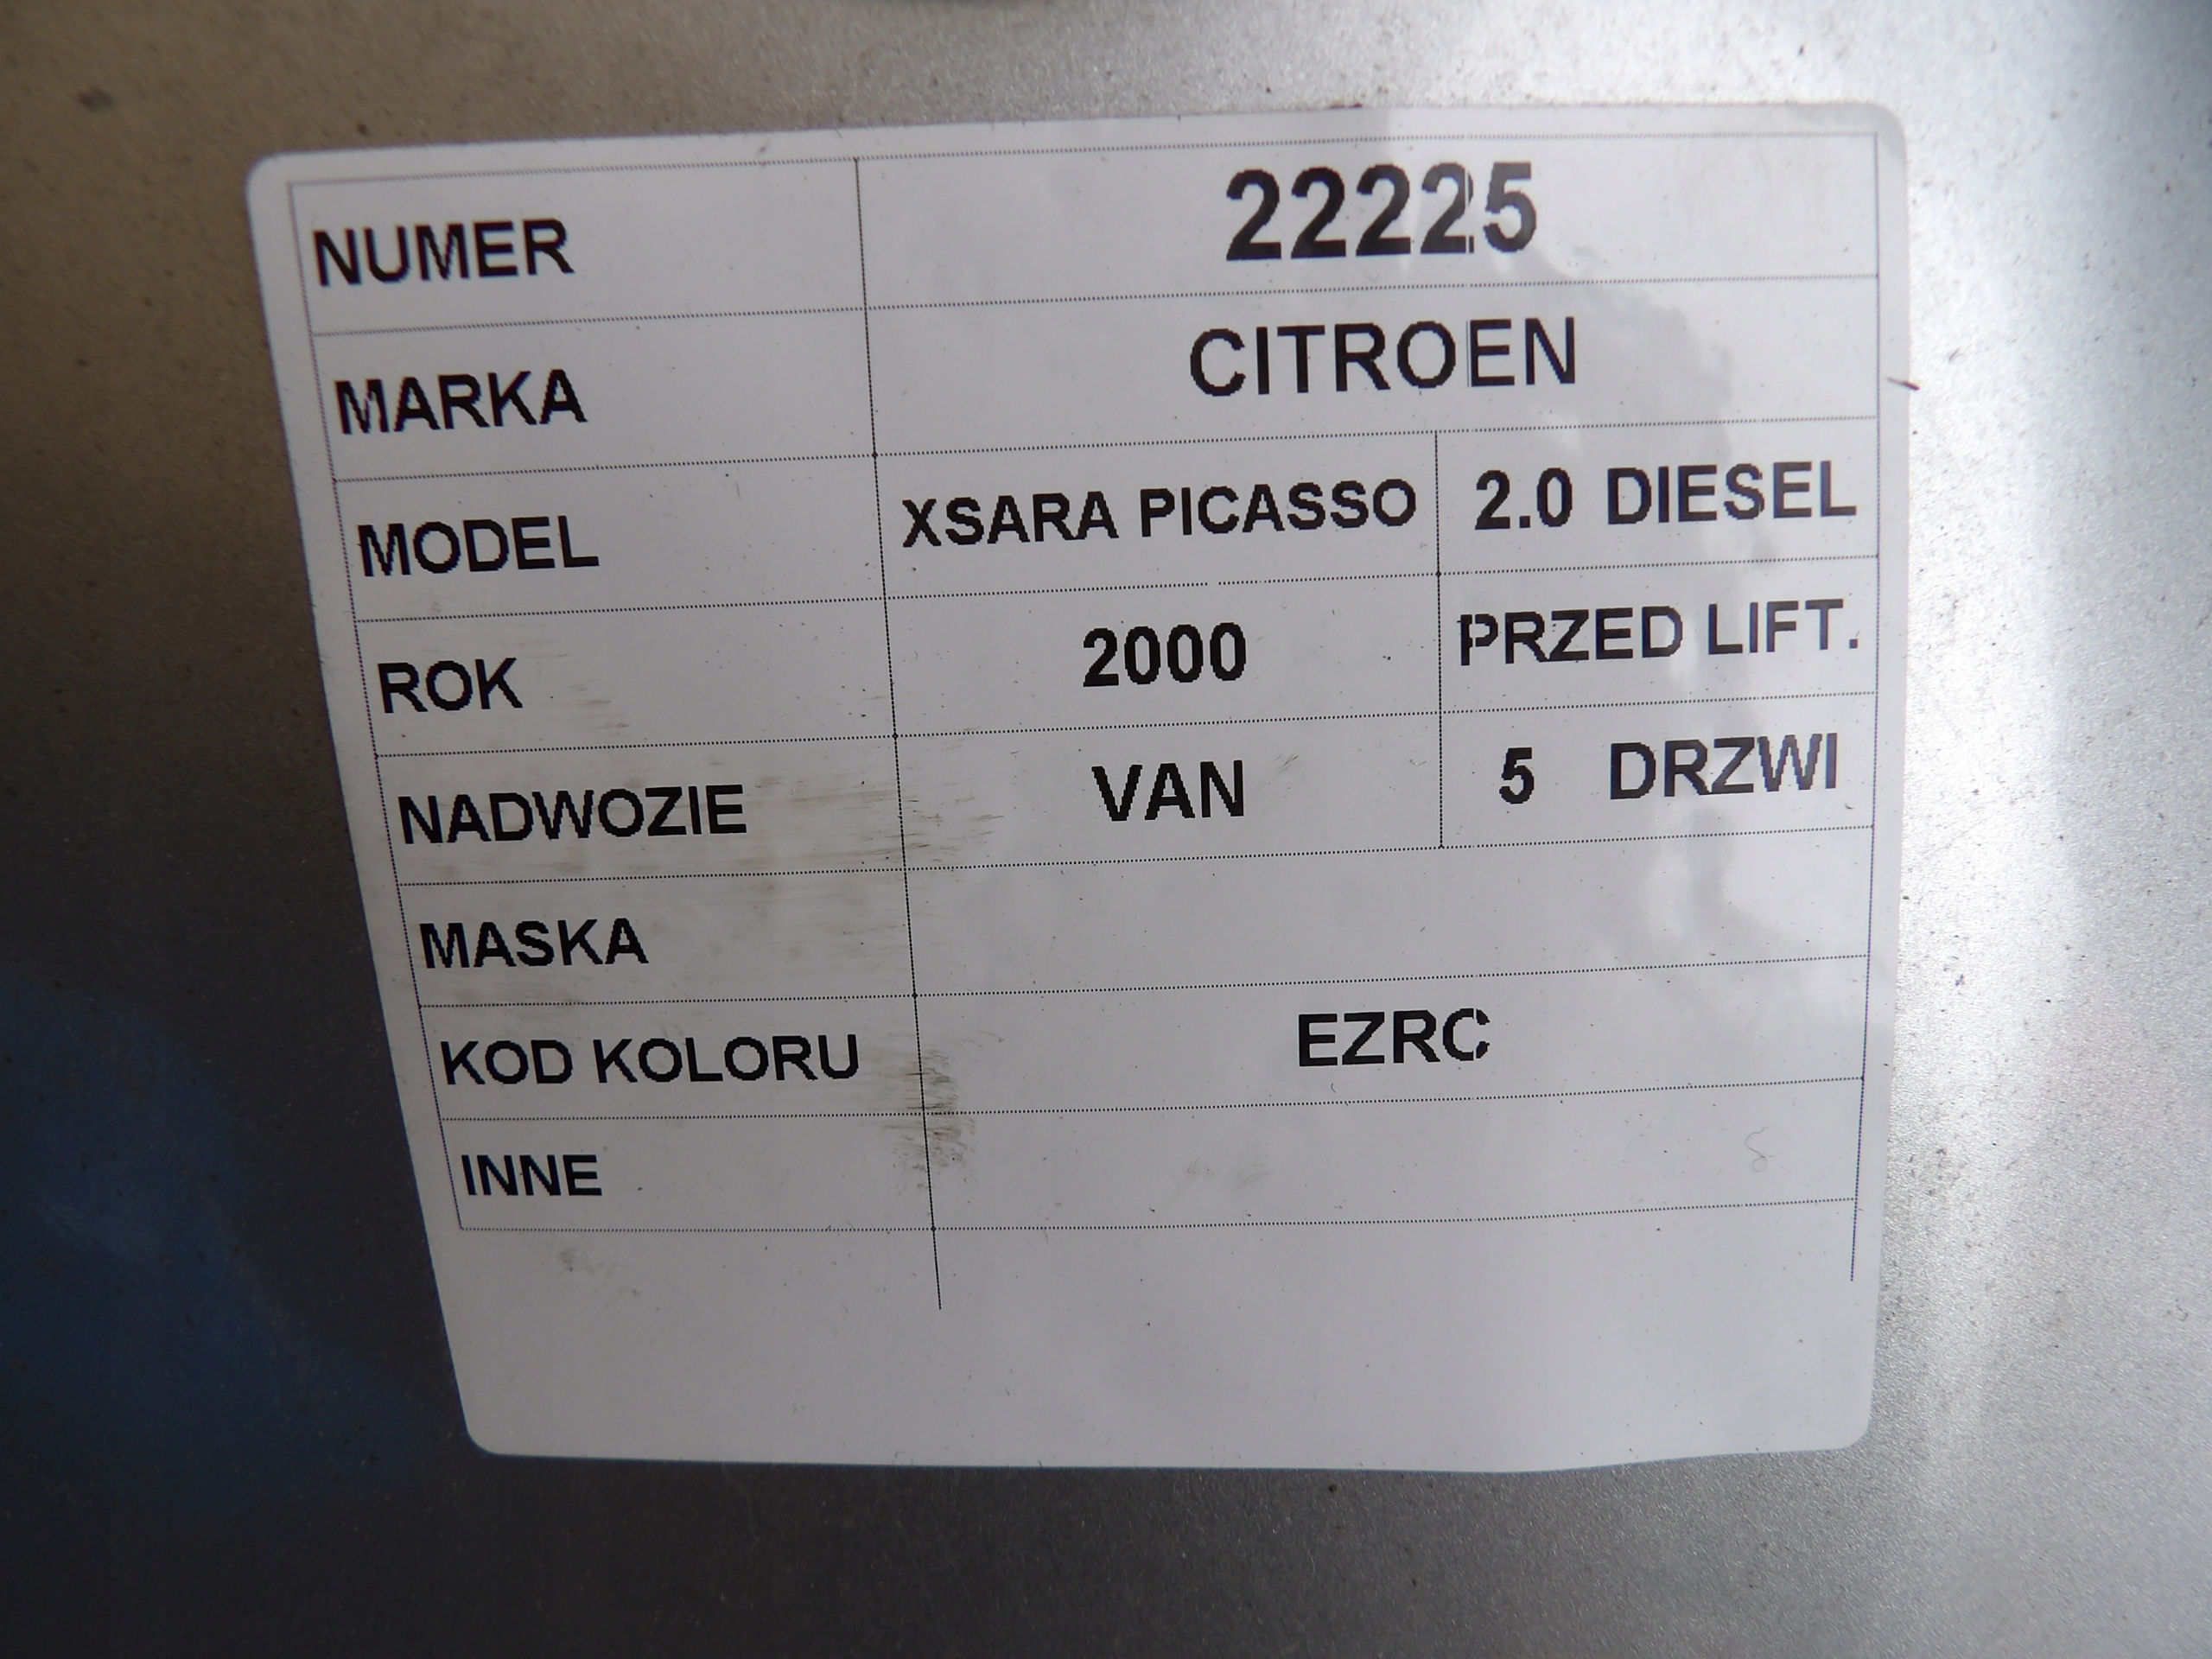 NUMER 22225
MARKA CITROEN
MODEL XSARA PICASSO 2.0 DIESEL
ROK 2000 PRZED LIFT.
NADWOZIE VAN 5 DRZWI
MASKA
KOD KOLORU EZRC
INNE